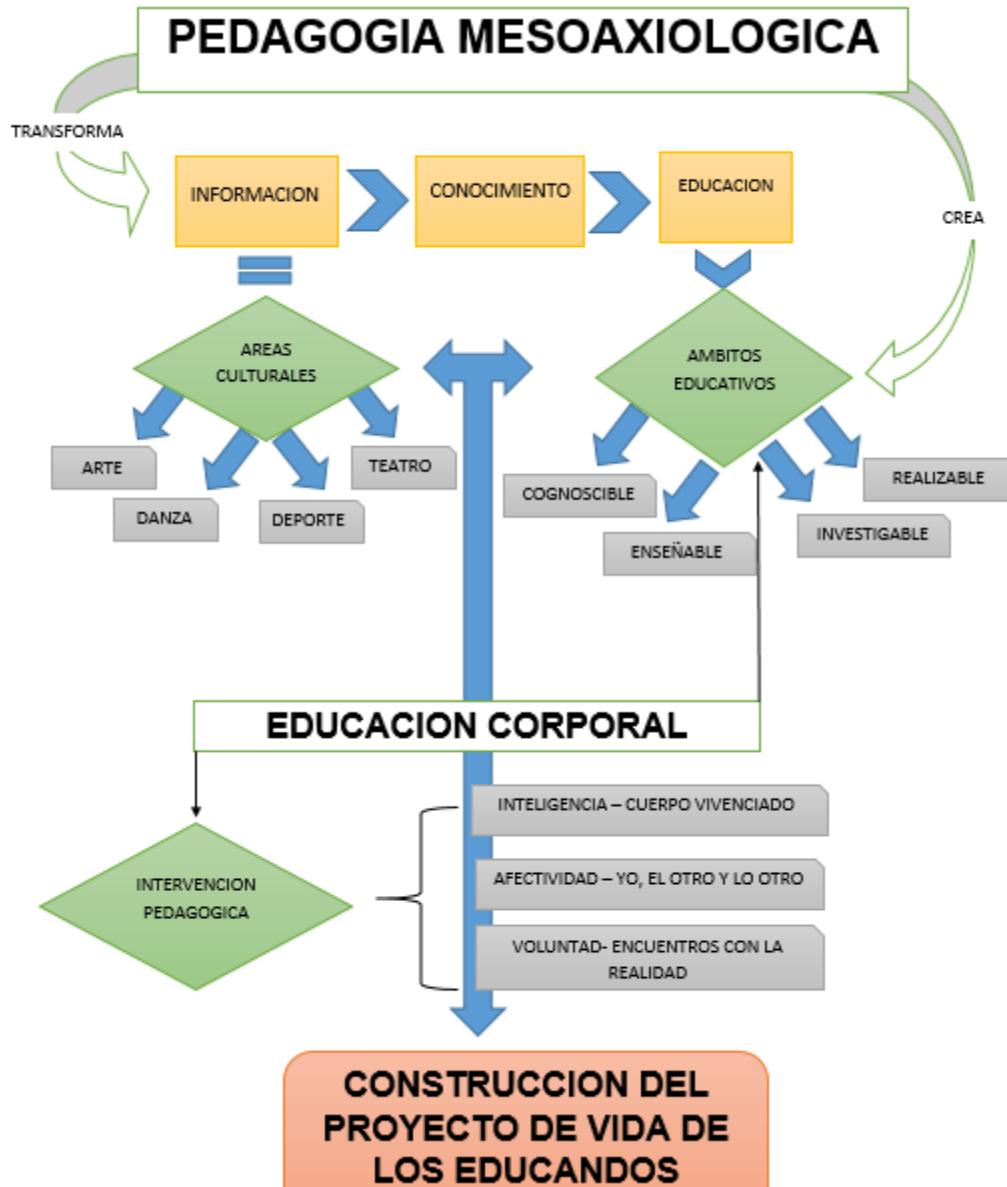 PEDAGOGIA MESOAXIOLOGICA
TRANSFORMA
INFORMACION
CONOCIMIENTO
EDUCACION
CREA
AREAS
CULTURALES
AMBITOS
EDUCATIVOS
ARTE
DANZA
DEPORTE
TEATRO
COGNOSCIBLE
ENSEÑABLE
INVESTIGABLE
REALIZABLE
EDUCACION CORPORAL
INTERVENCION
PEDAGOGICA
INTELIGENCIA – CUERPO VIVENCIADO
AFECTIVIDAD – YO, EL OTRO Y LO OTRO
VOLUNTAD- ENCUENTROS CON LA
REALIDAD
CONSTRUCCION DEL
PROYECTO DE VIDA DE
LOS EDUCANDOS